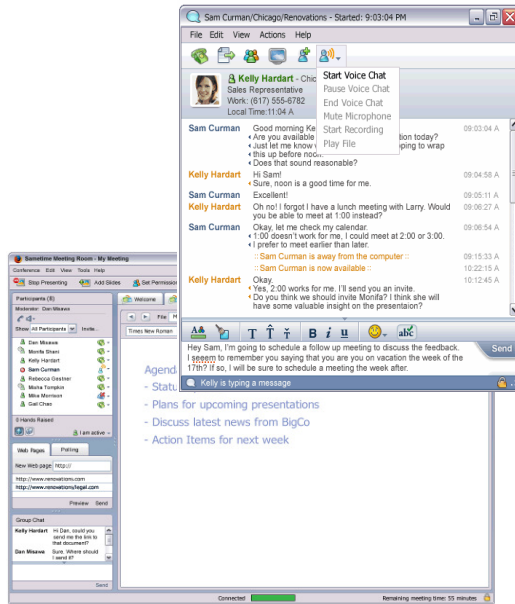 Sam Curman/Chicago/Renovations - Started: 9:03:04 PM
File Edit View Actions Help
Start Voice Chat
Pause Voice Chat
End Voice Chat
Mute Microphone
Start Recording
Play File
Kelly Hardart - Chic
Sales Representative
Work: (617) 555-6782
Local Time:11:04 A
Sam Curman Good morning Ke 09:03:04 A
Are you available tion today?
Just let me know ping to wrap
this up before noon.
Does that sound reasonable?
Kelly Hardart Hi Sam! 09:04:58 A
Sure, noon is a good time for me.
Sam Curman Excellent! 09:05:11 A
Kelly Hardart Oh no! I forgot I have a lunch meeting with Larry. Would 09:06:27 A
you be able to meet at 1:00 instead?
Sam Curman Okay, let me check my calendar. 09:06:54 A
1:00 doesn't work for me, I could meet at 2:00 or 3:00.
I prefer to meet earlier than later.
:: Sam Curman is away from the computer :: 09:15:33 A
:: Sam Curman is now available :: 10:22:15 A
Kelly Hardart Okay. 10:12:45 A
Yes, 2:00 works for me. I'll send you an invite.
Do you think we should invite Monifa? I think she will
have some valuable insight on the presentaion?
A& T T T B i u abc
Hey Sam, I'm going to schedule a follow up meeting to discuss the feedback.
I seeem to remember you saying that you are you on vacation the week of the
17th? If so, I will be sure to schedule a meeting the week after.
Send
Kelly is typing a message
Sametime Meeting Room - My Meeting
Conference Edit View Tools Help
Stop Presenting Add Slides Set Permissio
Participants (8)
Moderator: Dan Misawa
Show All Participants Invite...
Dan Misawa
Monifa Shani
Kelly Hardart
Sam Curman
Rebecca Geatner
Misha Tompkin
Mike Morrison
Gail Chao
0 Hands Raised
I am active
Web Pages Polling
New Web page http://
http://www.renovations.com
http://www.renovations/legal.com
Preview Send
Group Chat
Kelly Hardart Hi Dan, could you
send me the link to
that document?
Dan Misawa Sure. Where should
I send it?
Send
Welcome
File
Times New Roman
Agend
- Statu
- Plans for upcoming presentations
- Discuss latest news from BigCo
- Action Items for next week
Connected Remaining meeting time: 55 minutes